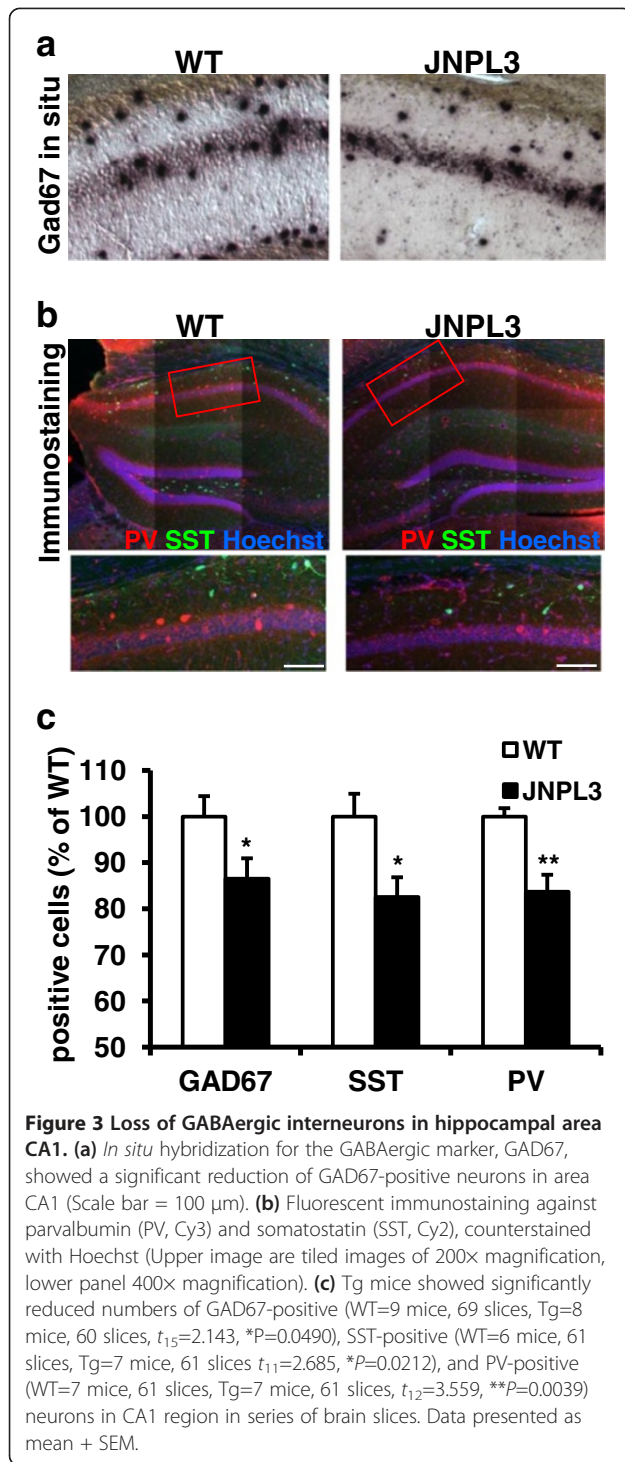 a
WT JNPL3
Gad67 in situ
b
WT JNPL3
Immunostaining
PV SST Hoechst PV SST Hoechst
c
WT
JNPL3
positive cells (% of WT)
110
100
90
80
70
60
50
* * **
GAD67 SST PV
Figure 3 Loss of GABAergic interneurons in hippocampal area
CA1. (a) In situ hybridization for the GABAergic marker, GAD67,
showed a significant reduction of GAD67-positive neurons in area
CA1 (Scale bar = 100 μm). (b) Fluorescent immunostaining against
parvalbumin (PV, Cy3) and somatostatin (SST, Cy2), counterstained
with Hoechst (Upper image are tiled images of 200× magnification,
lower panel 400× magnification). (c) Tg mice showed significantly
reduced numbers of GAD67-positive (WT=9 mice, 69 slices, Tg=8
mice, 60 slices, t15=2.143, *P=0.0490), SST-positive (WT=6 mice, 61
slices, Tg=7 mice, 61 slices t11=2.685, *P=0.0212), and PV-positive
(WT=7 mice, 61 slices, Tg=7 mice, 61 slices, t12=3.559, **P=0.0039)
neurons in CA1 region in series of brain slices. Data presented as
mean + SEM.